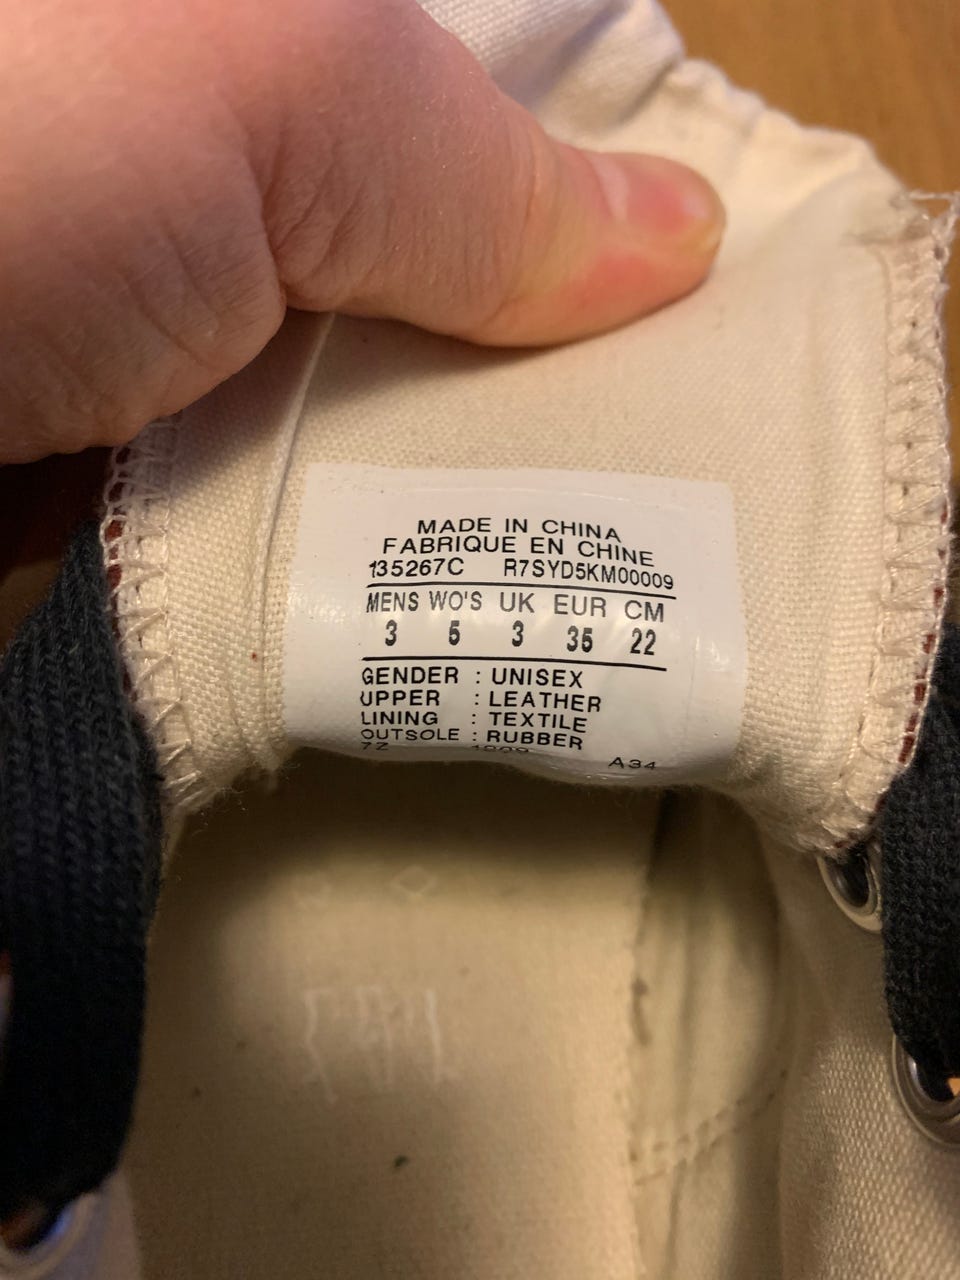 MADE IN CHINA
FABRIQUE EN CHINE
135267C R7SYD5KM00009
MENS WO'S UK EUR CM
3 5 3 35 22
GENDER : UNISEX
UPPER : LEATHER
LINING : TEXTILE
OUTSOLE : RUBBER
7Z A34